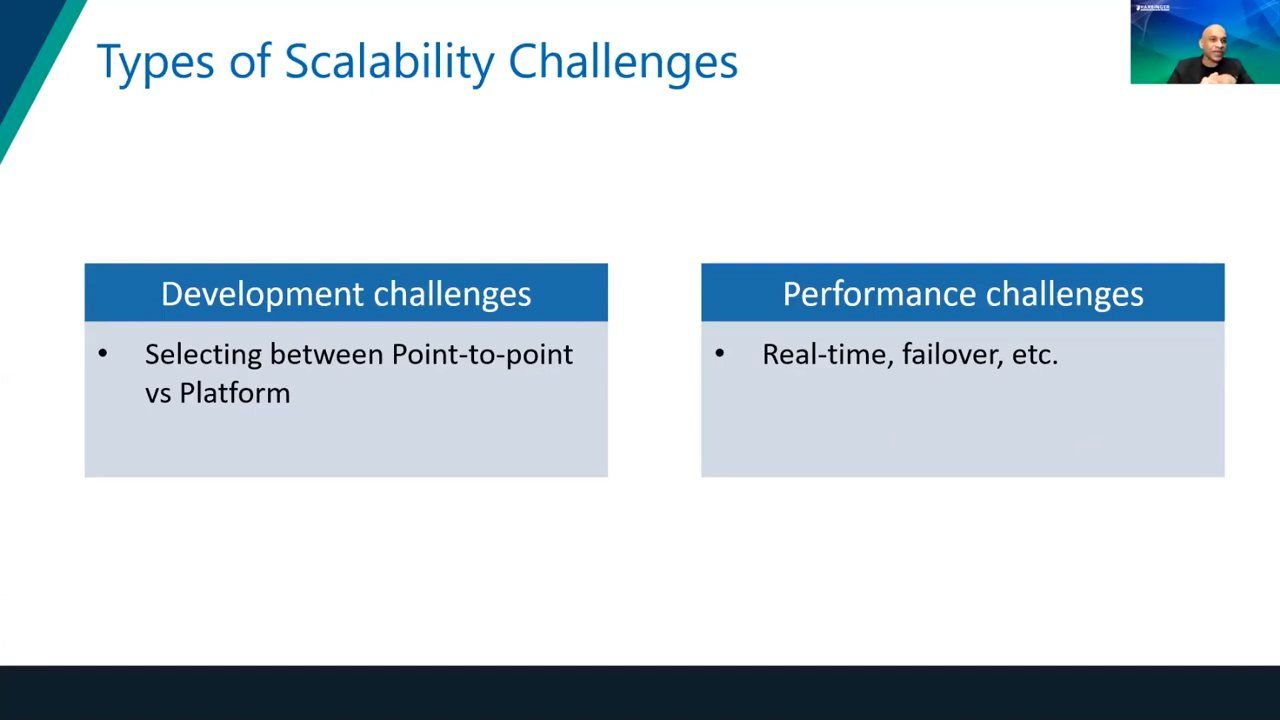 HARBINGER
Types of Scalability Challenges
Development challenges
• Selecting between Point-to-point
vs Platform
Performance challenges
• Real-time, failover, etc.